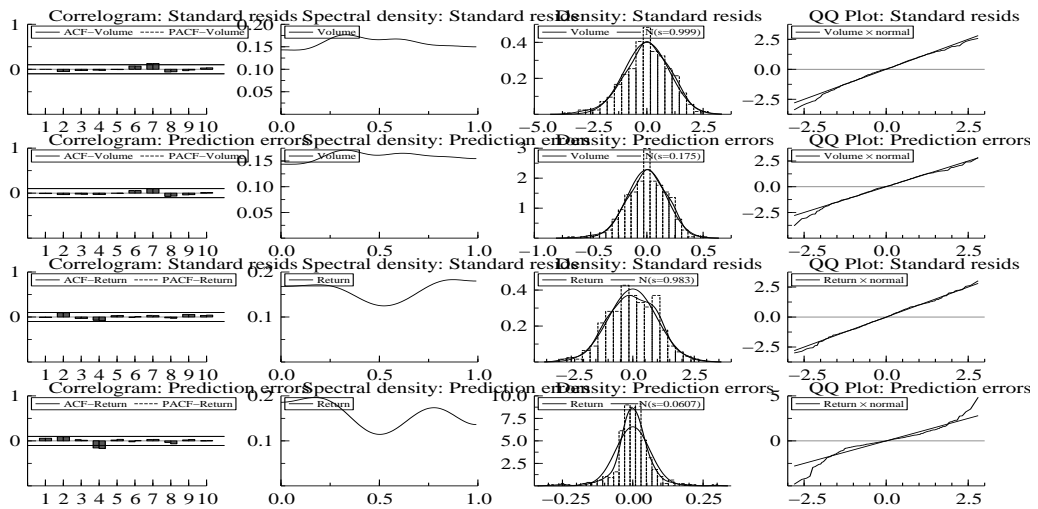 Correlogram: Standard resids
ACF−Volume PACF−Volume
1
0
1 2 3 4 5 6 7 8 9 10
Spectral density: Standard resids
Volume
0.20
0.15
0.10
0.05
0.0 0.5 1.0
Density: Standard resids
Volume N(s=0.999)
0.4
0.2
−5.0 −2.5 0.0 2.5
QQ Plot: Standard resids
Volume × normal
2.5
0.0
−2.5
−2.5 0.0 2.5
Correlogram: Prediction errors
ACF−Volume PACF−Volume
1
0
1 2 3 4 5 6 7 8 9 10
Spectral density: Prediction errors
Volume
0.15
0.10
0.05
0.0 0.5 1.0
Density: Prediction errors
Volume N(s=0.175)
3
2
1
−1.0 −0.5 0.0 0.5
QQ Plot: Prediction errors
Volume × normal
2.5
0.0
−2.5
−2.5 0.0 2.5
Correlogram: Standard resids
ACF−Return PACF−Return
1
0
1 2 3 4 5 6 7 8 9 10
Spectral density: Standard resids
Return
0.2
0.1
0.0 0.5 1.0
Density: Standard resids
Return N(s=0.983)
0.4
0.2
−2.5 0.0 2.5
QQ Plot: Standard resids
Return × normal
2.5
0.0
−2.5
−2.5 0.0 2.5
Correlogram: Prediction errors
ACF−Return PACF−Return
1
0
1 2 3 4 5 6 7 8 9 10
Spectral density: Prediction errors
Return
0.2
0.1
0.0 0.5 1.0
Density: Prediction errors
Return N(s=0.0607)
10.0
7.5
5.0
2.5
−0.25 0.00 0.25
QQ Plot: Prediction errors
Return × normal
5
0
−2.5 0.0 2.5